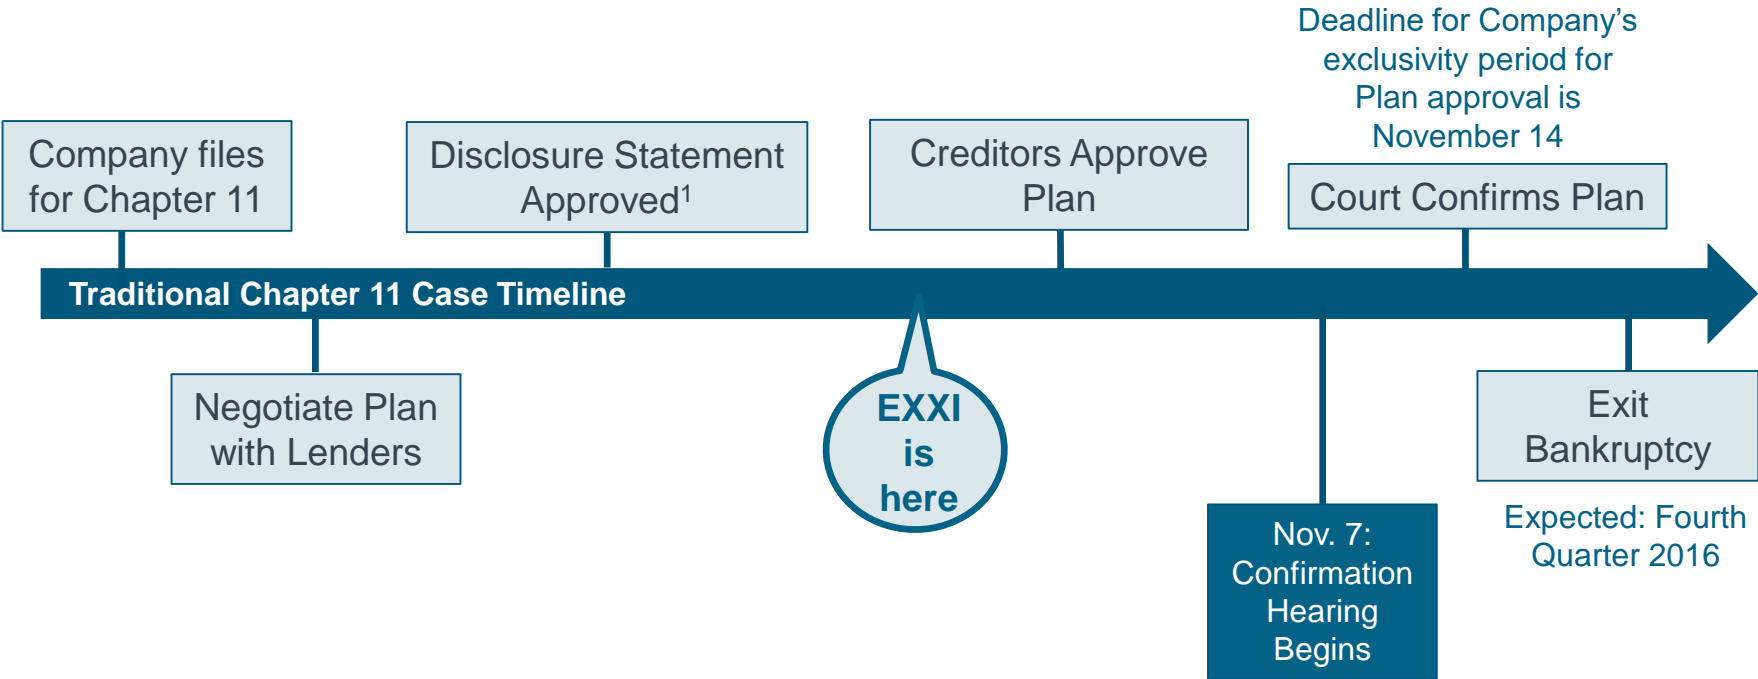 Deadline for Company’s
exclusivity period for
Plan approval is
November 14
Company files
for Chapter 11
Disclosure Statement
Approved¹
Creditors Approve
Plan
Court Confirms Plan
Traditional Chapter 11 Case Timeline
Negotiate Plan
with Lenders
EXXI
is
here
Nov. 7:
Confirmation
Hearing
Begins
Exit
Bankruptcy
Expected: Fourth
Quarter 2016